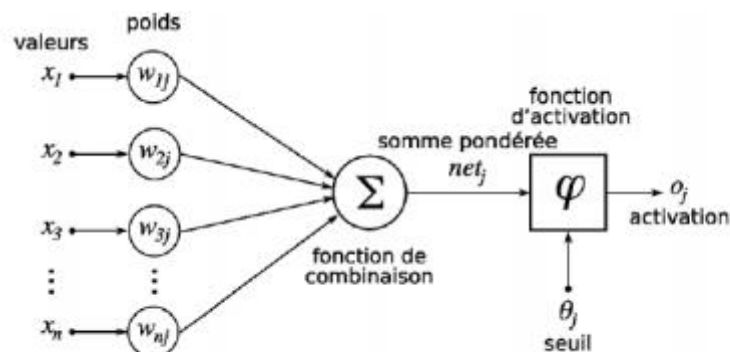 poids
valeurs
x1
w1j
x2
w2j
x3
w3j
⋮
⋮
xn
wnj
Σ
fonction de
combinaison
somme pondérée
netj
fonction
d'activation
φ
oj
activation
θj
seuil